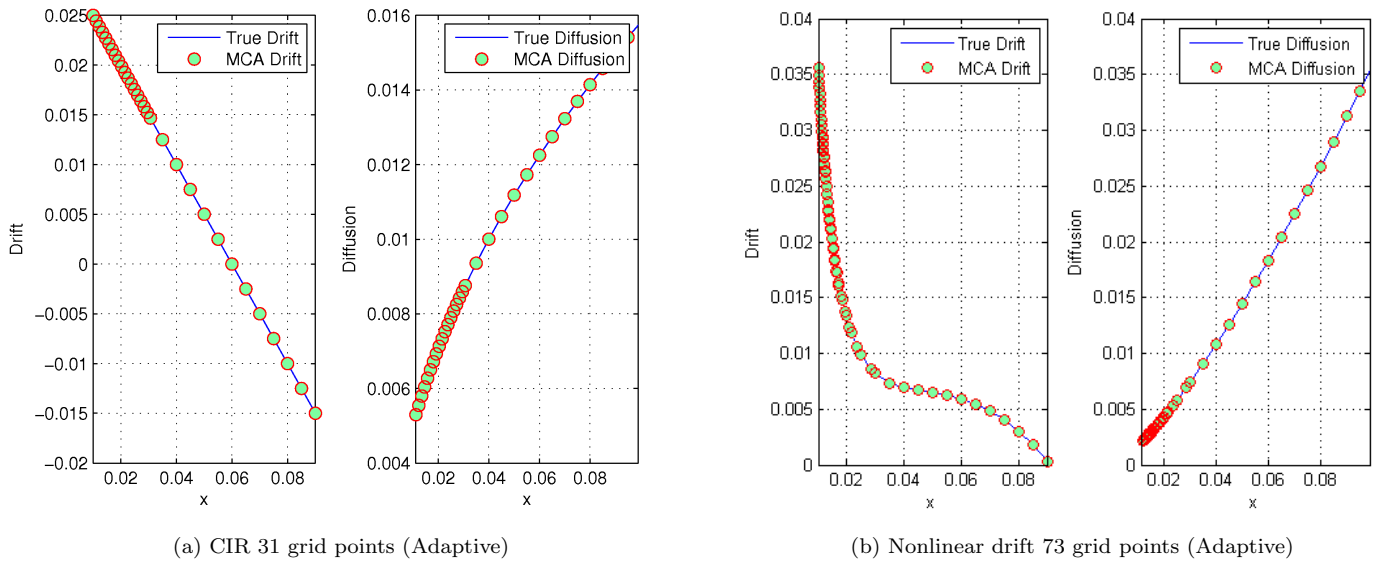 0.025
0.02
0.015
0.01
0.005
0
−0.005
−0.01
−0.015
−0.02
Drift
0.02 0.04 0.06 0.08
x
True Drift
MCA Drift
0.016
0.014
0.012
0.01
0.008
0.006
0.004
Diffusion
0.02 0.04 0.06 0.08
x
True Diffusion
MCA Diffusion
(a) CIR 31 grid points (Adaptive)
0.04
0.035
0.03
0.025
0.02
0.015
0.01
0.005
0
Drift
0.02 0.04 0.06 0.08
x
True Drift
MCA Drift
0.04
0.035
0.03
0.025
0.02
0.015
0.01
0.005
0
Diffusion
0.02 0.04 0.06 0.08
x
True Diffusion
MCA Diffusion
(b) Nonlinear drift 73 grid points (Adaptive)